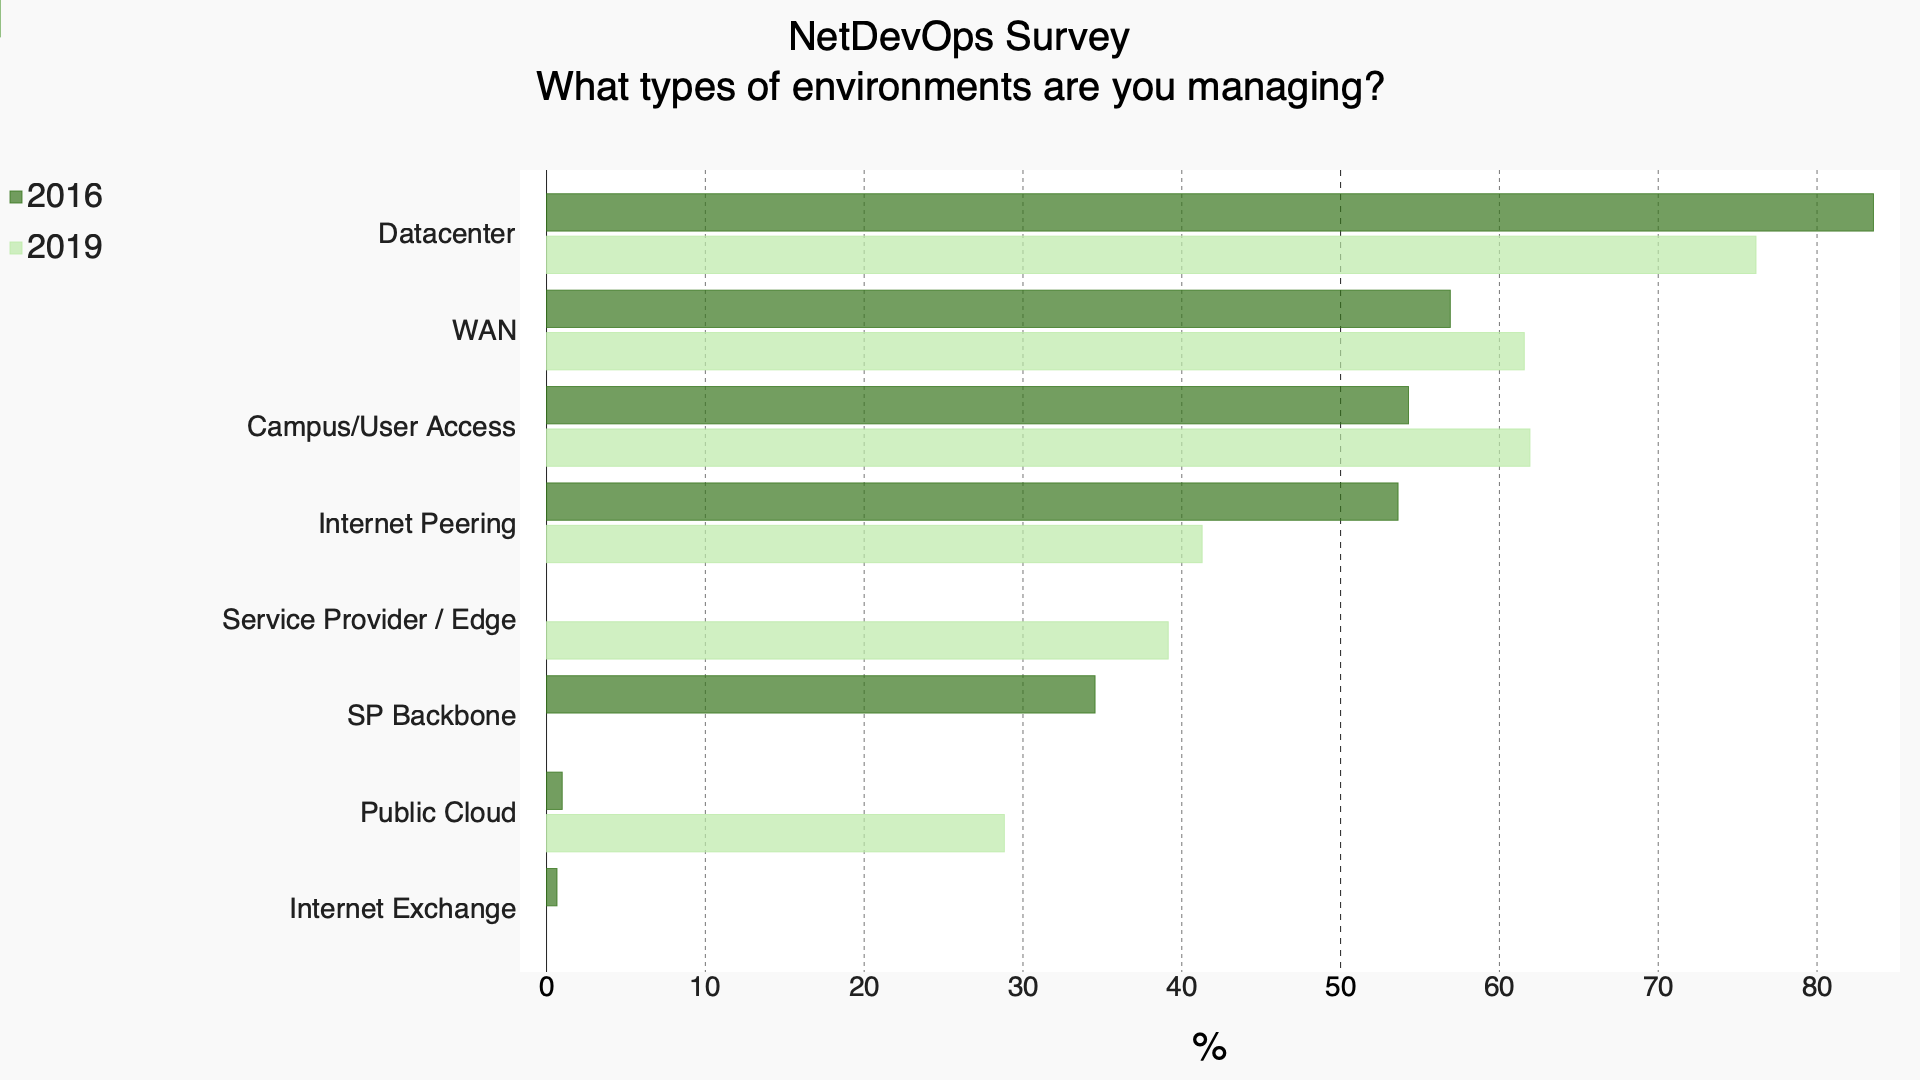 NetDevOps Survey
What types of environments are you managing?
2016
2019
Datacenter
WAN
Campus/User Access
Internet Peering
Service Provider / Edge
SP Backbone
Public Cloud
Internet Exchange
0 10 20 30 40 50 60 70 80
%